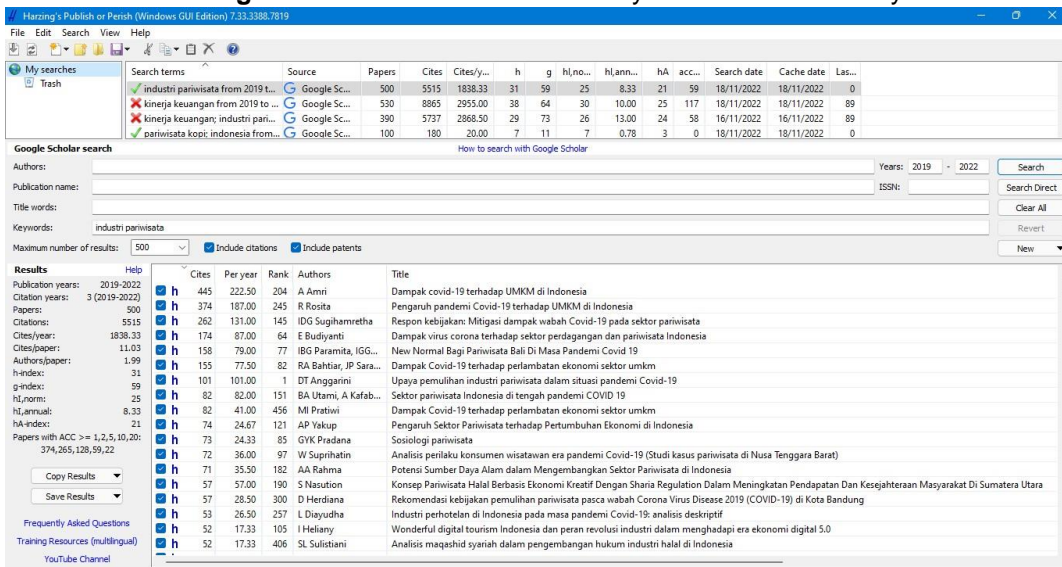 Harzing's Publish or Perish (Windows GUI Edition) 7.33.3388.7819
File Edit Search View Help
My searches
Trash
Search terms Source Papers Cites Cites/y... h g hI,no... hI,ann... hA acc... Search date Cache date Las...
industri pariwisata from 2019 t... Google Sc... 500 5515 1838.33 31 59 25 8.33 21 59 18/11/2022 18/11/2022 0
kinerja keuangan from 2019 to ... Google Sc... 530 8865 2955.00 38 64 30 10.00 25 117 18/11/2022 18/11/2022 89
kinerja keuangan; industri pari... Google Sc... 390 5737 2868.50 29 73 26 13.00 24 58 16/11/2022 16/11/2022 89
pariwisata kopi; indonesia from... Google Sc... 100 180 20.00 7 11 7 0.78 3 0 18/11/2022 18/11/2022 0
Google Scholar search How to search with Google Scholar
Authors: Years: 2019 - 2022 Search
Publication name: ISSN: Search Direct
Title words: Clear All
Keywords: industri pariwisata Revert
Maximum number of results: 500 Include citations Include patents New
Results Help
Publication years: 2019-2022
Citation years: 3 (2019-2022)
Papers: 500
Citations: 5515
Cites/year: 1838.33
Cites/paper: 11.03
Authors/paper: 1.99
h-index: 31
g-index: 59
hI,norm: 25
hI,annual: 8.33
hA-index: 21
Papers with ACC >= 1,2,5,10,20:
374,265,128,59,22
Copy Results
Save Results
Frequently Asked Questions
Training Resources (multilingual)
YouTube Channel
Cites Per year Rank Authors Title
h 445 222.50 204 A Amri Dampak covid-19 terhadap UMKM di Indonesia
h 374 187.00 245 R Rosita Pengaruh pandemi Covid-19 terhadap UMKM di Indonesia
h 262 131.00 145 IDG Sugihamretha Respon kebijakan: Mitigasi dampak wabah Covid-19 pada sektor pariwisata
h 174 87.00 64 E Budiyanti Dampak virus corona terhadap sektor perdagangan dan pariwisata Indonesia
h 158 79.00 77 IBG Paramita, IGG... New Normal Bagi Pariwisata Bali Di Masa Pandemi Covid 19
h 155 77.50 82 RA Bahtiar, JP Sara... Dampak Covid-19 terhadap perlambatan ekonomi sektor umkm
h 101 101.00 1 DT Anggarini Upaya pemulihan industri pariwisata dalam situasi pandemi Covid-19
h 82 82.00 151 BA Utami, A Kafab... Sektor pariwisata Indonesia di tengah pandemi COVID 19
h 82 41.00 456 MI Pratiwi Dampak Covid-19 terhadap perlambatan ekonomi sektor umkm
h 74 24.67 121 AP Yakup Pengaruh Sektor Pariwisata terhadap Pertumbuhan Ekonomi di Indonesia
h 73 24.33 85 GYK Pradana Sosiologi pariwisata
h 72 36.00 97 W Suprihatin Analisis perilaku konsumen wisatawan era pandemi Covid-19 (Studi kasus pariwisata di Nusa Tenggara Barat)
h 71 35.50 182 AA Rahma Potensi Sumber Daya Alam dalam Mengembangkan Sektor Pariwisata di Indonesia
h 57 57.00 190 S Nasution Konsep Pariwisata Halal Berbasis Ekonomi Kreatif Dengan Sharia Regulation Dalam Meningkatan Pendapatan Dan Kesejahteraan Masyarakat Di Sumatera Utara
h 57 28.50 300 D Herdiana Rekomendasi kebijakan pemulihan pariwisata pasca wabah Corona Virus Disease 2019 (COVID-19) di Kota Bandung
h 53 26.50 257 L Diayudha Industri perhotelan di Indonesia pada masa pandemi Covid-19: analisis deskriptif
h 52 17.33 105 I Heliany Wonderful digital tourism Indonesia dan peran revolusi industri dalam menghadapi era ekonomi digital 5.0
h 52 17.33 406 SL Sulistiani Analisis maqashid syariah dalam pengembangan hukum industri halal di Indonesia